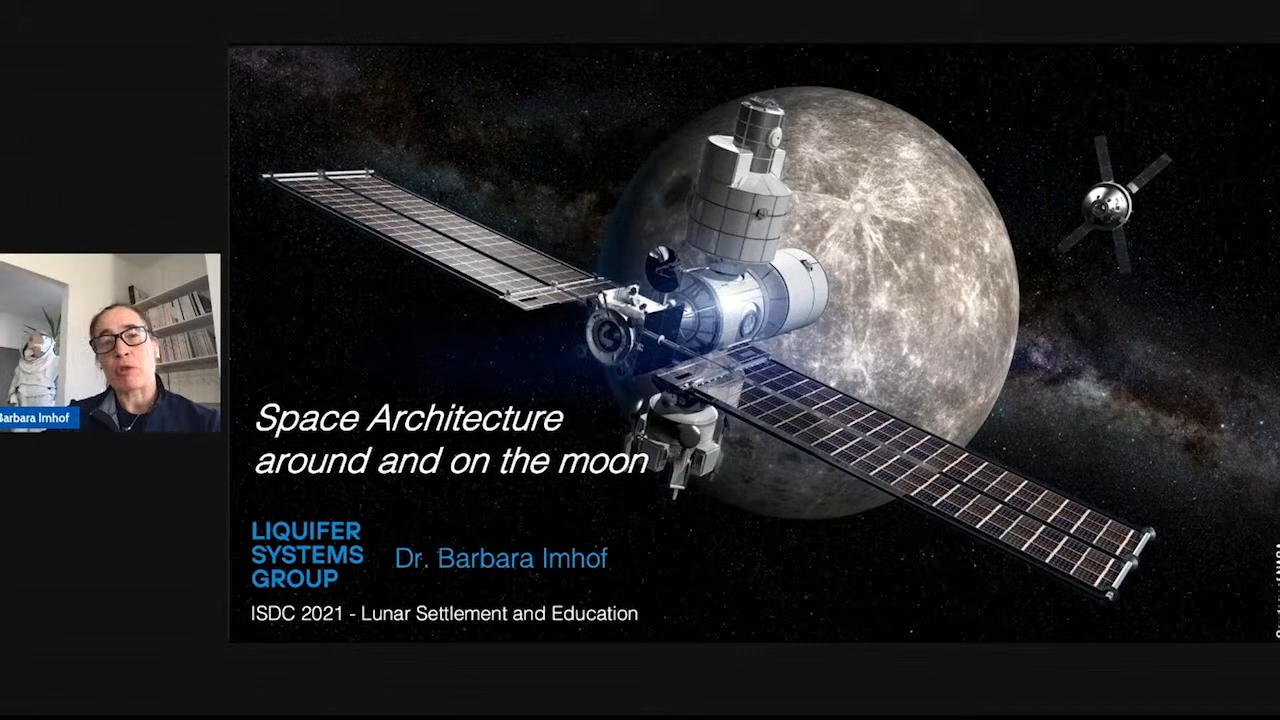 Space Architecture
around and on the moon
LIQUIFER
SYSTEMS
GROUP
Dr. Barbara Imhof
ISDC 2021 - Lunar Settlement and Education
Barbara Imhof